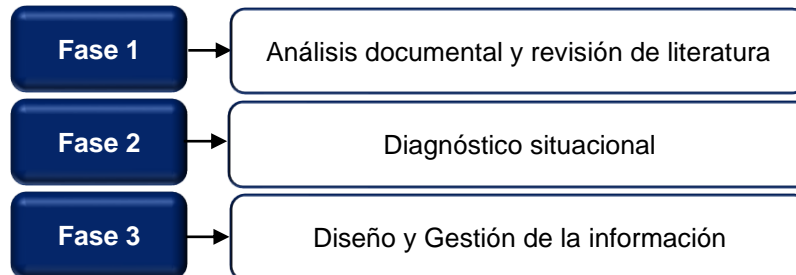 Fase 1
Análisis documental y revisión de literatura
Fase 2
Diagnóstico situacional
Fase 3
Diseño y Gestión de la información